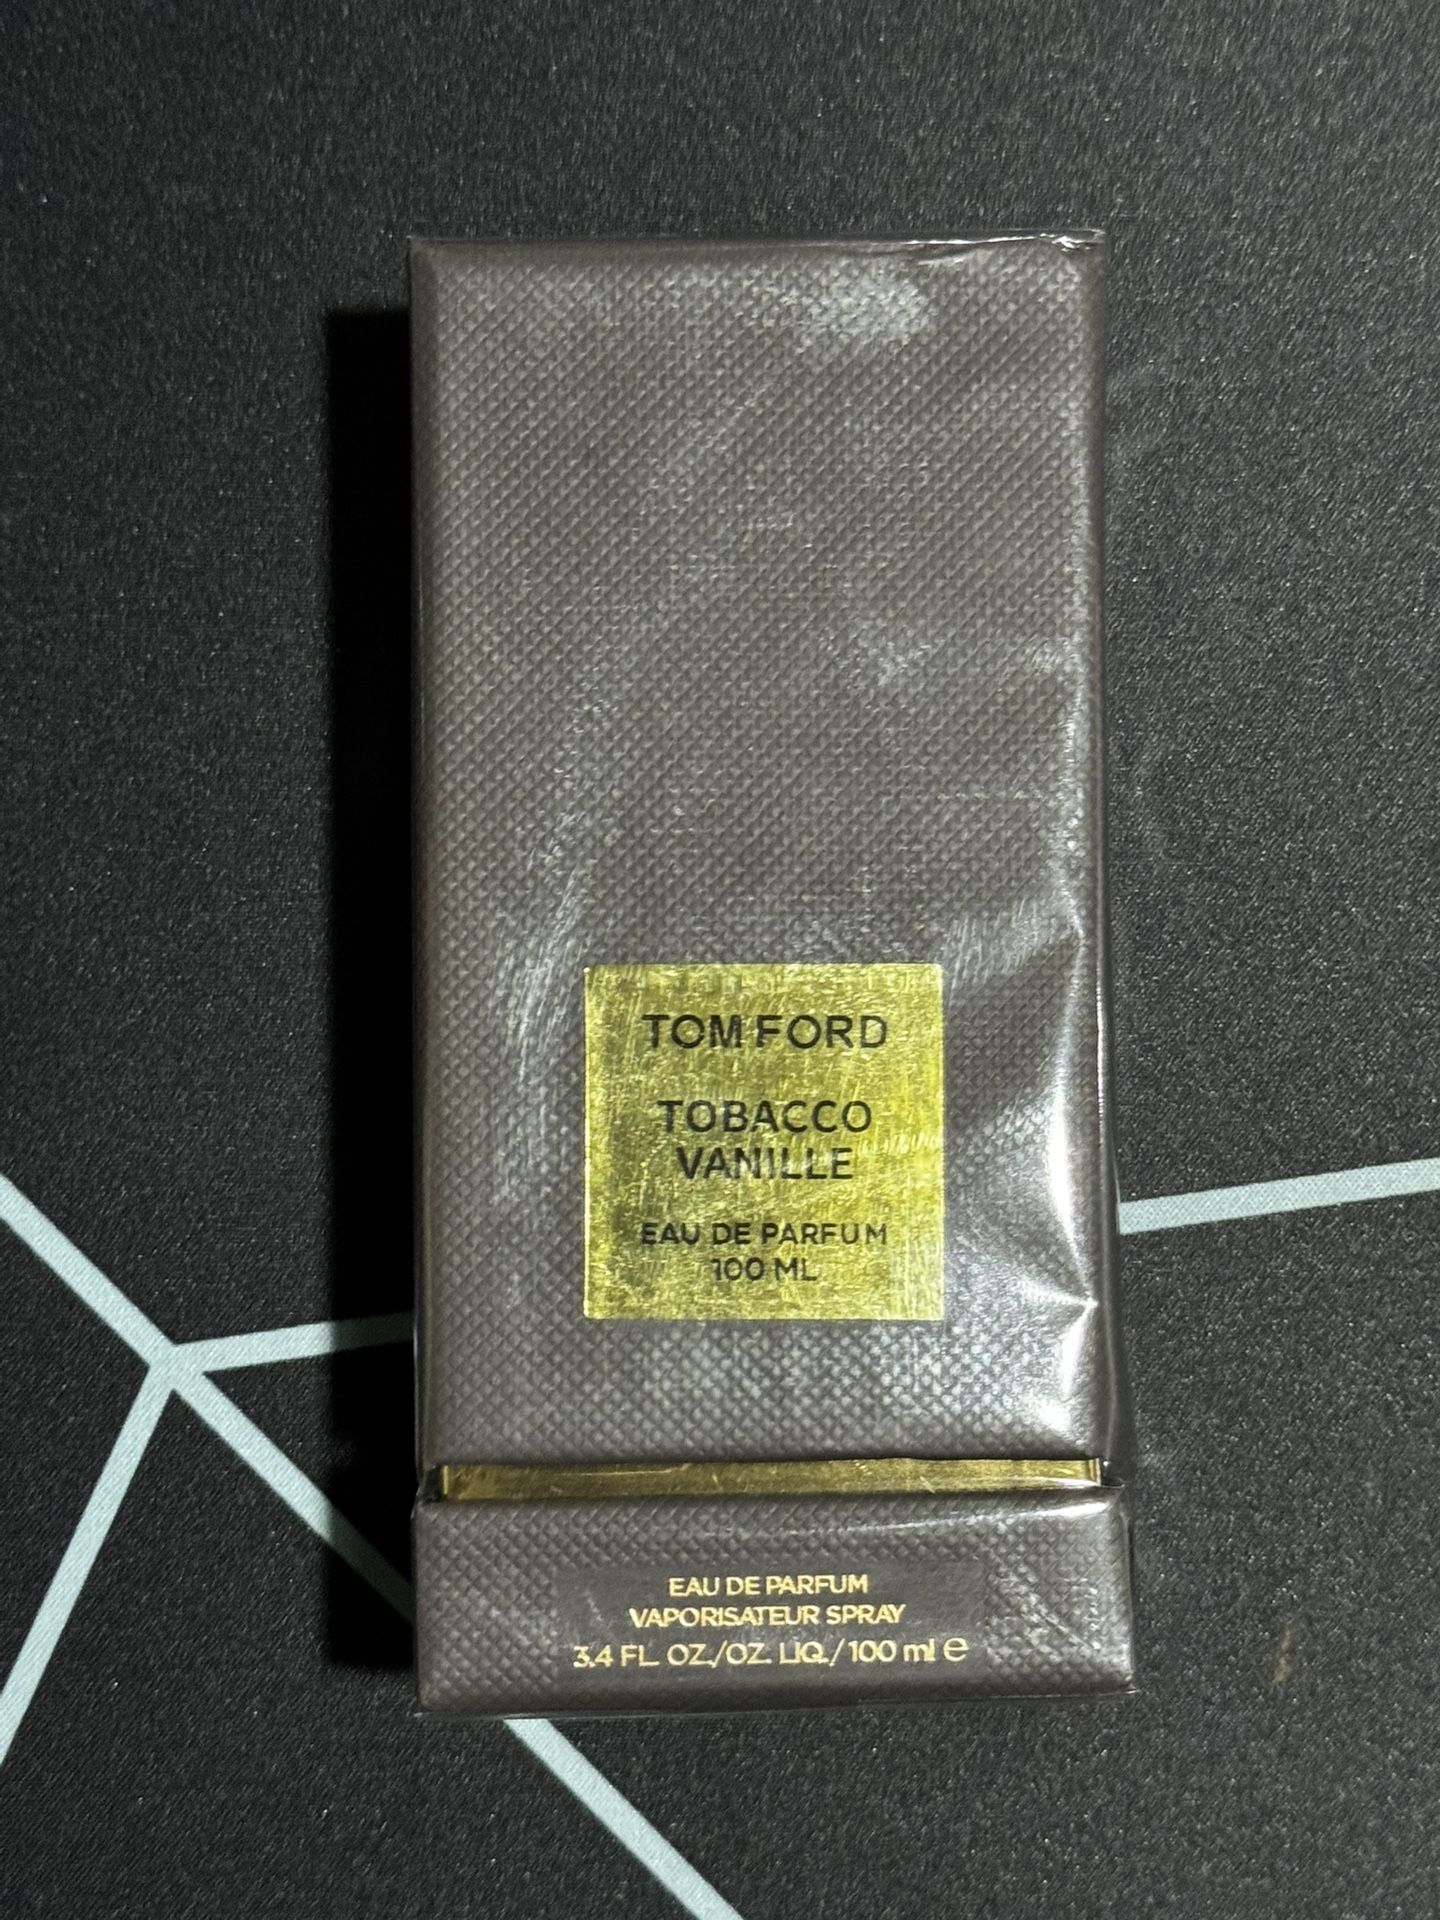 TOM FORD
TOBACCO
VANILLE
EAU DE PARFUM
100 ML
EAU DE PARFUM
VAPORISATEUR SPRAY
3.4 FL. OZ./OZ. LIQ./100 ml ℮